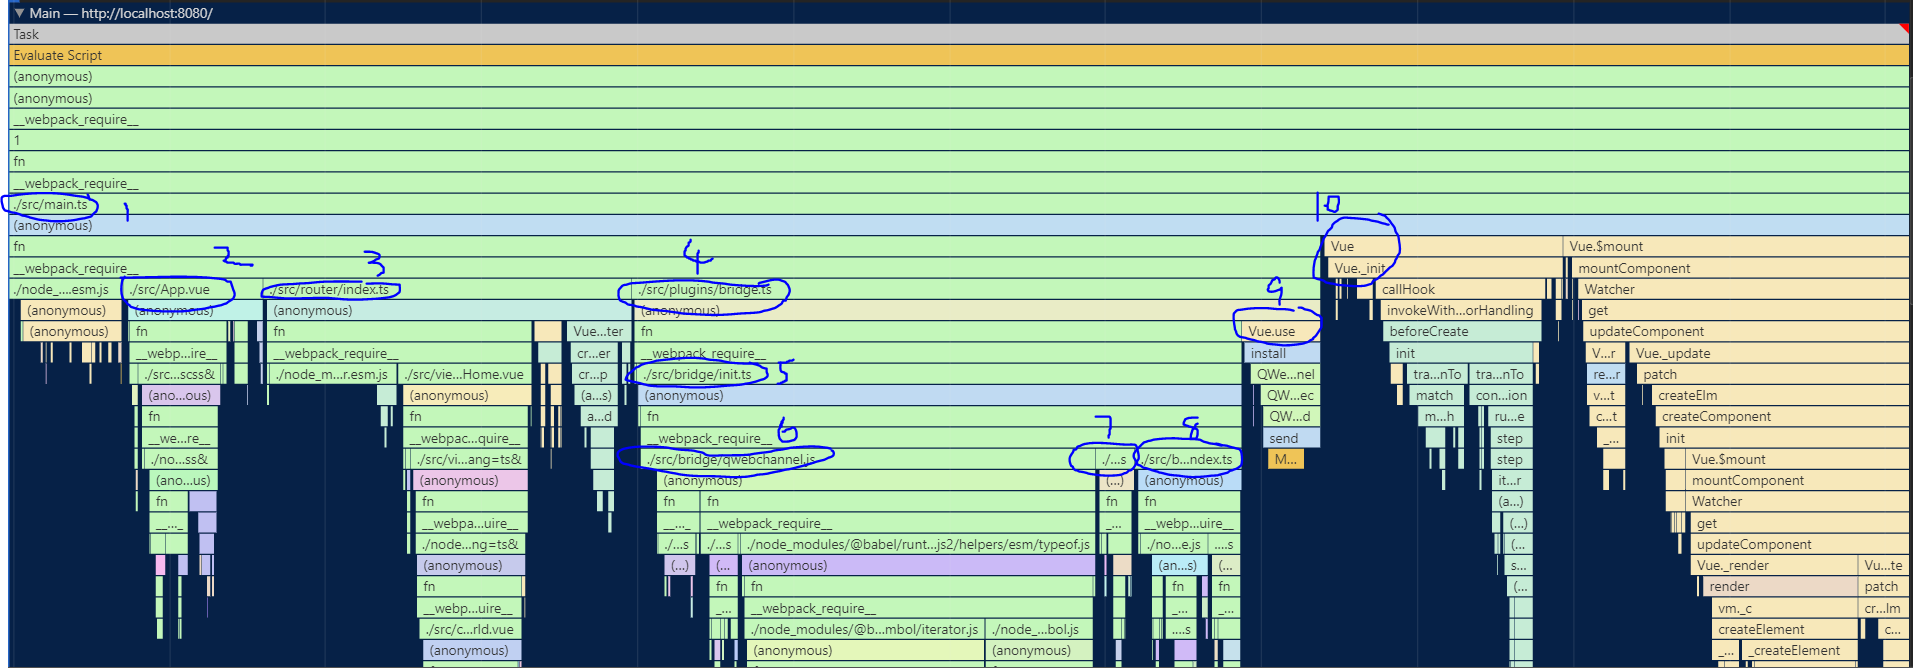 ▼ Main — http://localhost:8080/
Task
Evaluate Script
(anonymous)
(anonymous)
__webpack_require__
1
fn
__webpack_require__
./src/main.ts 1 10
(anonymous)
fn 2 3 4 Vue Vue.$mount
__webpack_require__ Vue._init mountComponent
./node_....esm.js ./src/App.vue ./src/router/index.ts ./src/plugins/bridge.ts 9 callHook Watcher
(anonymous) (anonymous) (anonymous) (anonymous) invokeWith...orHandling get
(anonymous) fn fn Vue...ter fn Vue.use beforeCreate updateComponent
__webp...ire__ __webpack_require__ cr...er __webpack_require__ install init V...r Vue._update
./src...scss& ./node_m...r.esm.js ./src/vie...Home.vue cr...p ./src/bridge/init.ts 5 QWe...nel tra...nTo tra...nTo re...r patch
(ano...ous) (anonymous) (a...s) (anonymous) QW...ec match con...ion v...t createElm
fn fn a...d fn QW...d m...h ru...e c...t createComponent
__we...re__ __webpac...quire__ __webpack_require__ 6 7 8 send step _... init
./no...ss& ./src/vi...ang=ts& ./src/bridge/qwebchannel.js ./...s ./src/b...ndex.ts M... step Vue.$mount
(ano...us) (anonymous) (anonymous) (...) (anonymous) it...r mountComponent
fn fn fn fn fn fn (a...) Watcher
__..._ __webpa...uire__ __..._ __webpack_require__ _... __webp...uire__ (...) get
./node...ng=ts& ./...s ./...s ./node_modules/@babel/runt...js2/helpers/esm/typeof.js ./no...e.js ....s (... updateComponent
(anonymous) (...) (... (anonymous) (an...s) (... s... Vue._render Vu...te
fn fn fn fn fn (... render patch
__webp...uire__ _... __webpack_require__ _... _... vm._c cr...lm
./src/c...rld.vue ./node_modules/@b...mbol/iterator.js ./node_...bol.js ....s createElement c...
(anonymous) (anonymous) (anonymous) _... _createElement